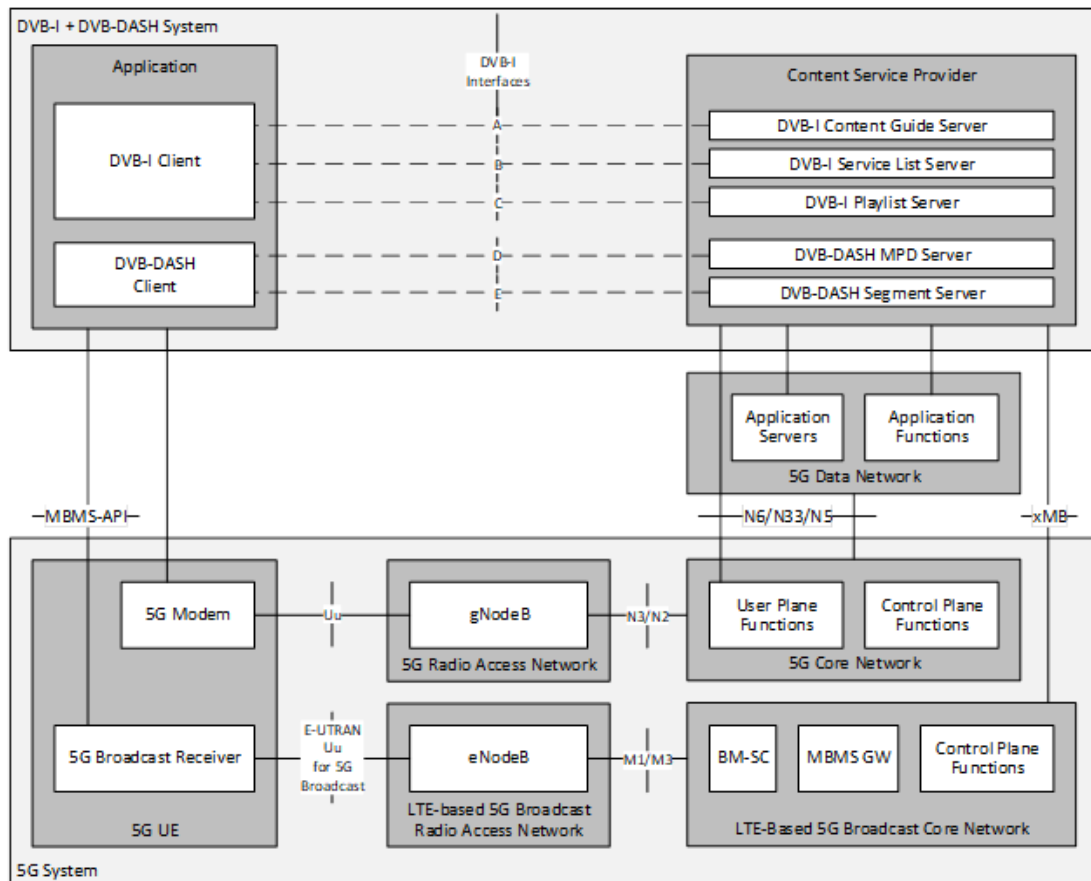 DVB-I + DVB-DASH System
Application
DVB-I
Interfaces
Content Service Provider
DVB-I Client
A
DVB-I Content Guide Server
B
DVB-I Service List Server
C
DVB-I Playlist Server
DVB-DASH
Client
D
DVB-DASH MPD Server
E
DVB-DASH Segment Server
Application
Servers
Application
Functions
5G Data Network
MBMS-API
N6/N33/N5
xMB
5G Modem
Uu
gNodeB
5G Radio Access Network
N3/N2
User Plane
Functions
Control Plane
Functions
5G Core Network
5G Broadcast Receiver
5G UE
E-UTRAN
Uu
for 5G
Broadcast
eNodeB
LTE-based 5G Broadcast
Radio Access Network
M1/M3
BM-SC
MBMS GW
Control Plane
Functions
LTE-Based 5G Broadcast Core Network
5G System